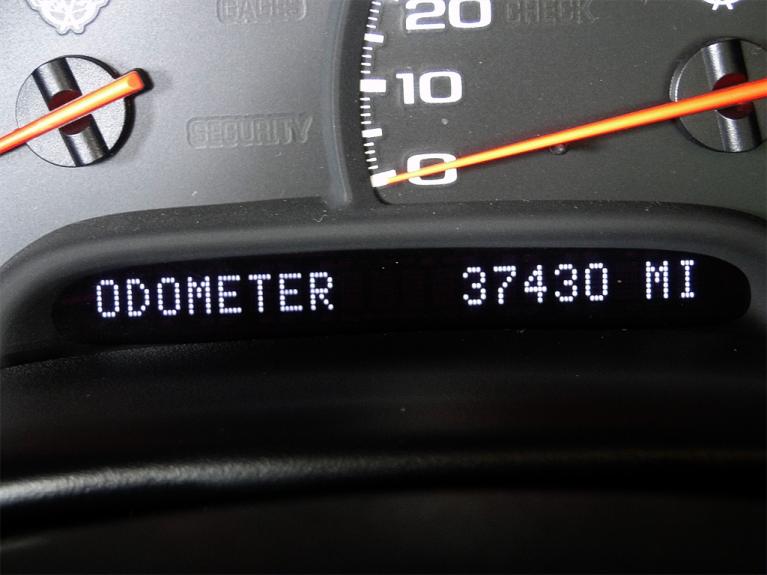 GAGES
20
CHECK
10
SECURITY
0
ODOMETER 37430 MI